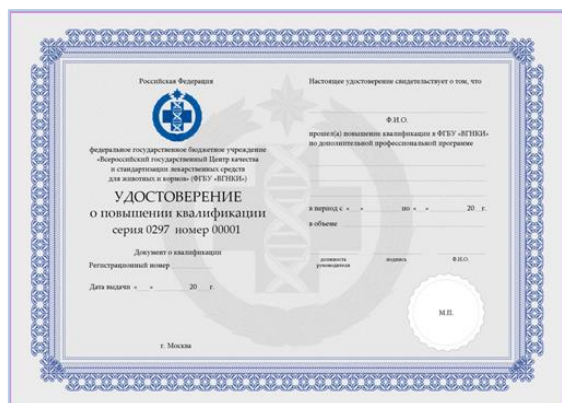 Российская Федерация
федеральное государственное бюджетное учреждение
«Всероссийский государственный Центр качества
и стандартизации лекарственных средств
для животных и кормов» (ФГБУ «ВГНКИ»)
УДОСТОВЕРЕНИЕ
о повышении квалификации
серия 0297 номер 00001
Документ о квалификации
Регистрационный номер
Дата выдачи « » 20 г.
г. Москва
Настоящее удостоверение свидетельствует о том, что
Ф.И.О.
прошел(а) повышение квалификации в ФГБУ «ВГНКИ»
по дополнительной профессиональной программе
в период с « » по « » 20 г.
в объеме
должность подпись Ф.И.О.
руководителя
М.П.